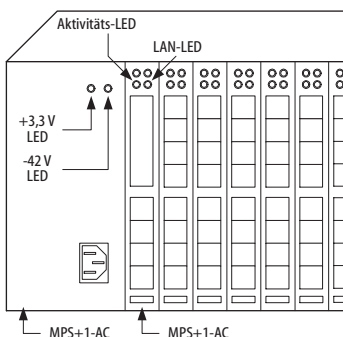 Aktivitäts-LED
LAN-LED
+3,3 V
LED
-42 V
LED
MPS+1-AC
MPS+1-AC